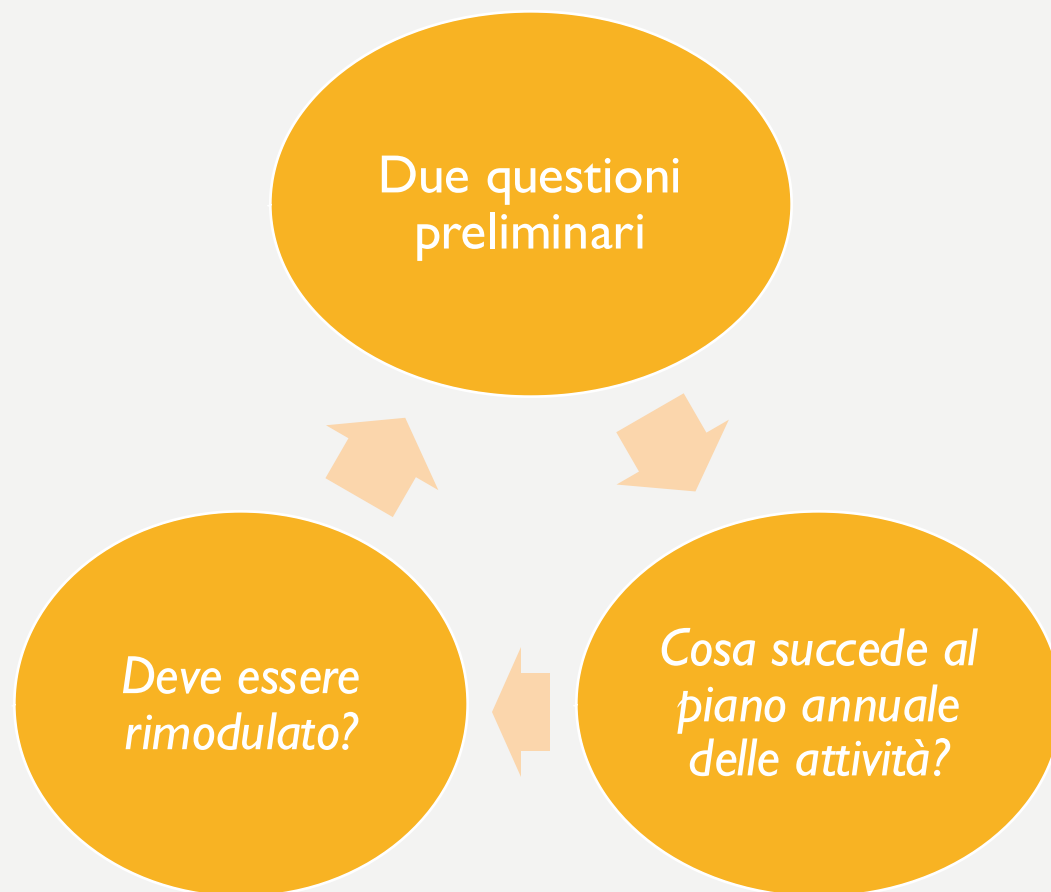 Due questioni
preliminari
Cosa succede al
piano annuale
delle attività?
Deve essere
rimodulato?